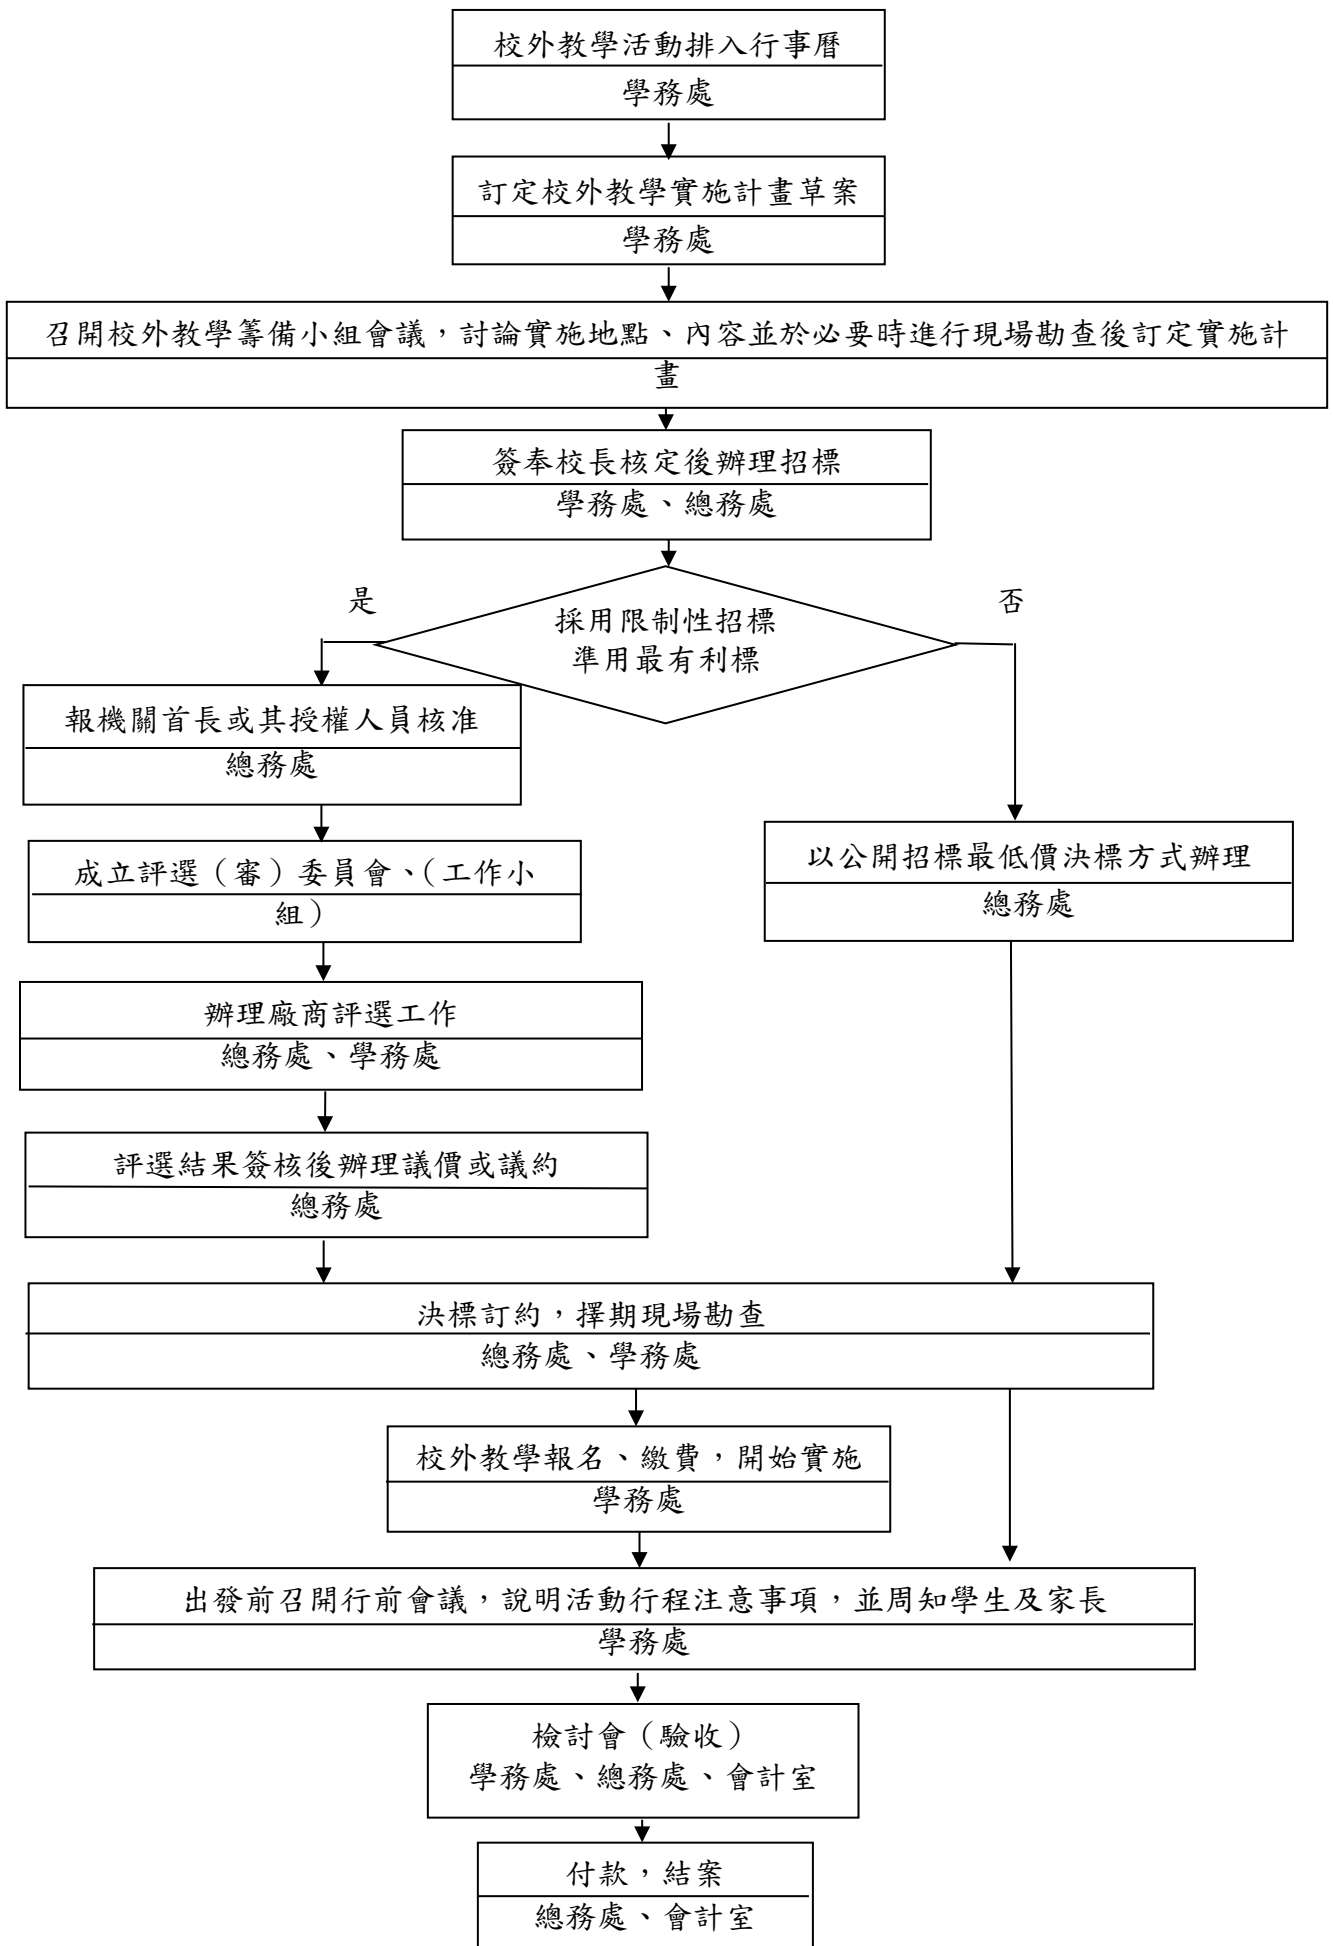 校外教學活動排入行事曆
學務處
訂定校外教學實施計畫草案
學務處
召開校外教學籌備小組會議，討論實施地點、內容並於必要時進行現場勘查後訂定實施計
畫
簽奉校長核定後辦理招標
學務處、總務處
是
否
採用限制性招標
準用最有利標
報機關首長或其授權人員核准
總務處
成立評選（審）委員會、（工作小
組）
以公開招標最低價決標方式辦理
總務處
辦理廠商評選工作
總務處、學務處
評選結果簽核後辦理議價或議約
總務處
決標訂約，擇期現場勘查
總務處、學務處
校外教學報名、繳費，開始實施
學務處
出發前召開行前會議，說明活動行程注意事項，並周知學生及家長
學務處
檢討會（驗收）
學務處、總務處、會計室
付款，結案
總務處、會計室